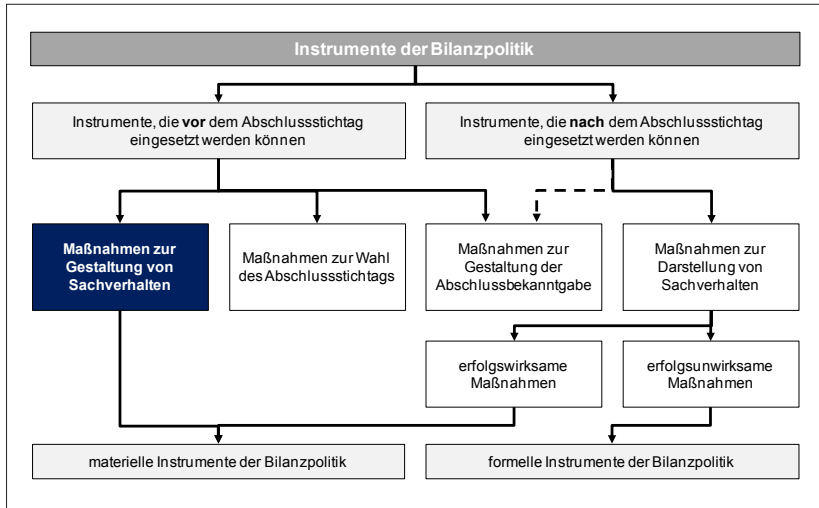 Instrumente der Bilanzpolitik
Instrumente, die vor dem Abschlussstichtag
eingesetzt werden können
Instrumente, die nach dem Abschlussstichtag
eingesetzt werden können
Maßnahmen zur
Gestaltung von
Sachverhalten
Maßnahmen zur Wahl
des Abschlussstichtags
Maßnahmen zur
Gestaltung der
Abschlussbekanntgabe
Maßnahmen zur
Darstellung von
Sachverhalten
erfolgswirksame
Maßnahmen
erfolgsunwirksame
Maßnahmen
materielle Instrumente der Bilanzpolitik
formelle Instrumente der Bilanzpolitik